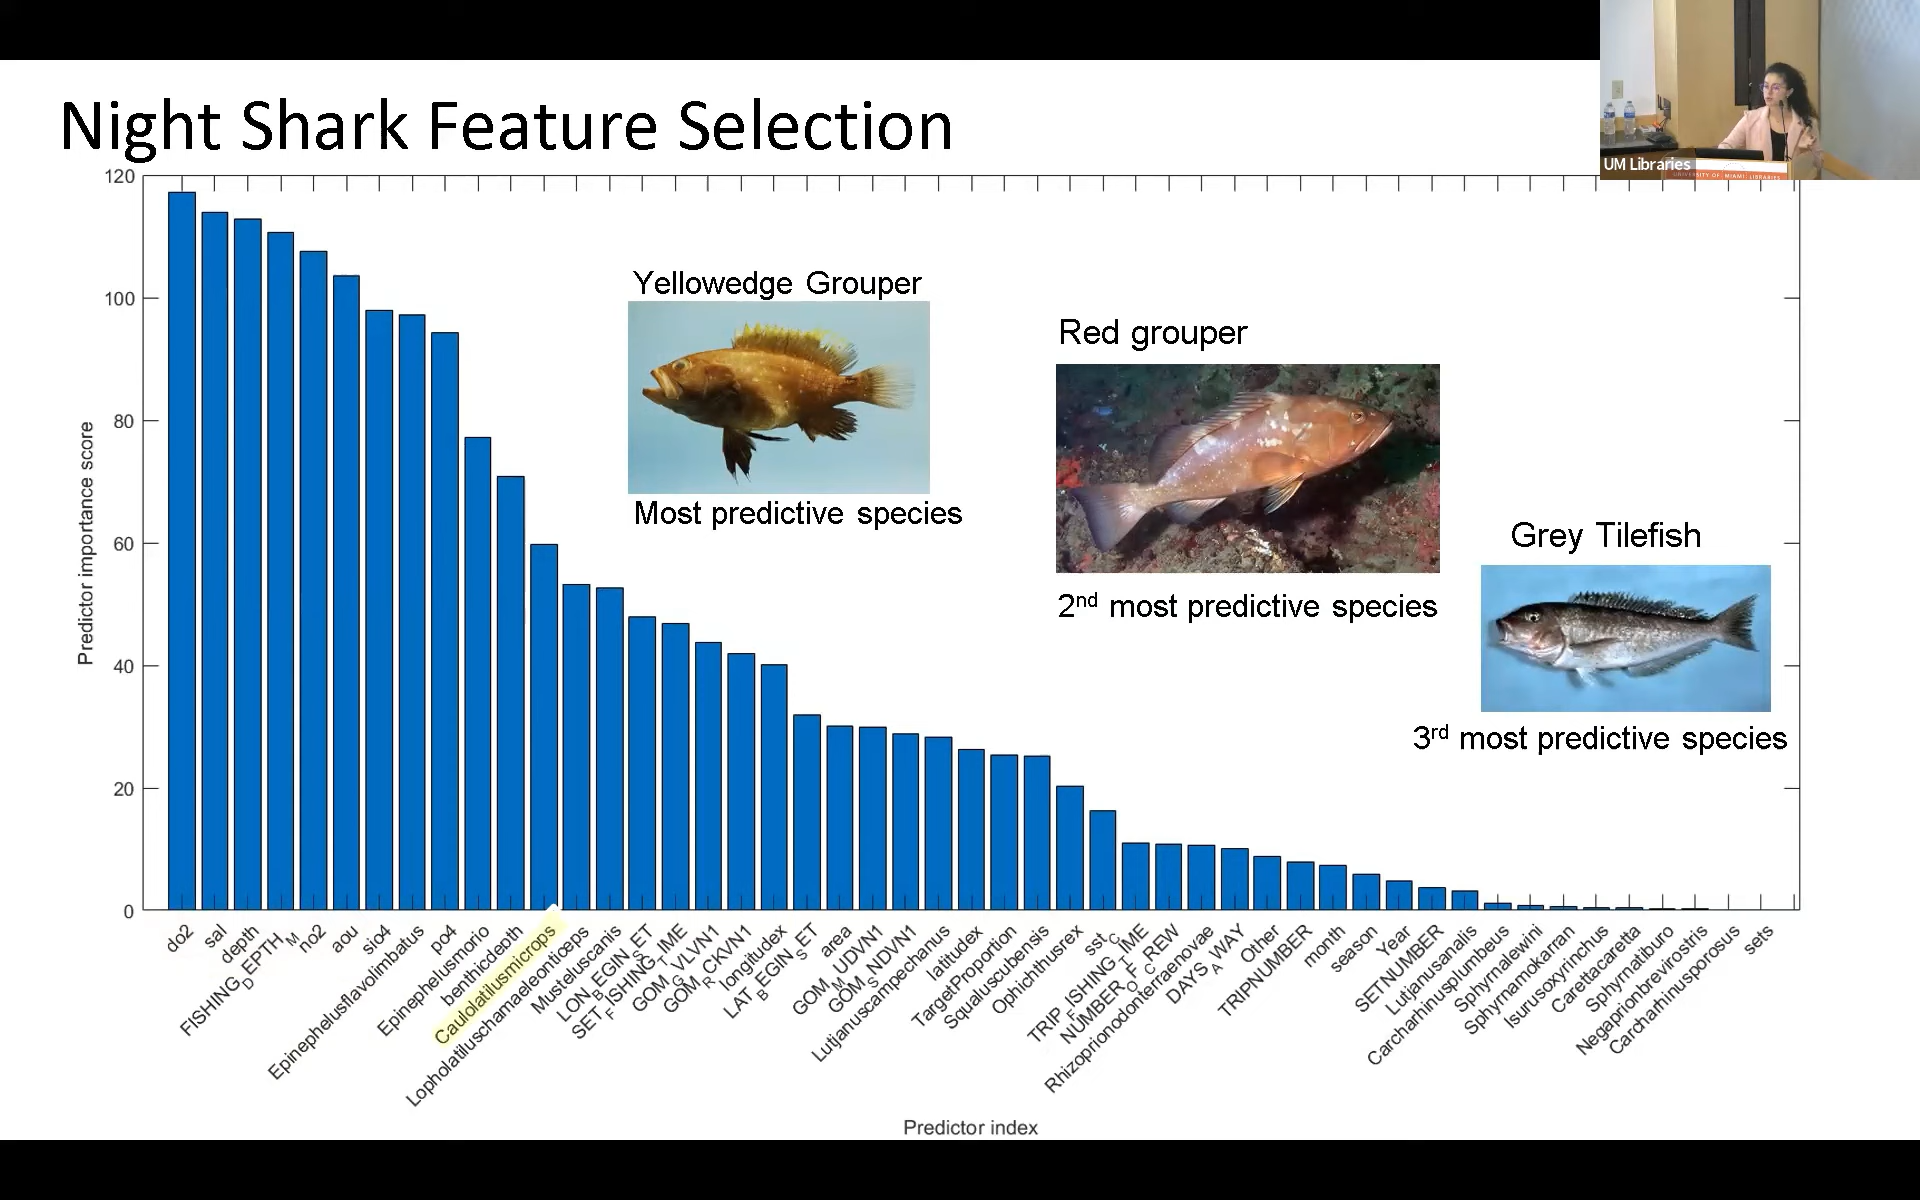 Night Shark Feature Selection
UM Libraries
UNIVERSITY OF MIAMI LIBRARIES
120
100
80
60
40
20
0
Predictor importance score
Yellowedge Grouper
Most predictive species
Red grouper
2nd most predictive species
Grey Tilefish
3rd most predictive species
do2
sal
depth
FISHING_DEPTH_M
no2
aou
sio4
Epinephelusflavolimbatus
po4
Epinephelusmorio
benthicdebth
Caulolatilusmicrops
Lopholatiluschamaeleonticeps
Musteluscanis
LON_BEGIN_SET
SET_FISHING_TIME
GOM_GVLVN1
GOM_RCKVN1
longitudex
LAT_BEGIN_SET
area
GOM_MUDVN1
GOM_SNDVN1
Lutjanuscampechanus
latitudex
TargetProportion
Squaluscubensis
Ophichthusrex
sst_C
TRIP_FISHING_TIME
NUMBER_OF_CREW
Rhizoprionodonterraenovae
DAYS_AWAY
Other
TRIPNUMBER
month
season
Year
SETNUMBER
Lutjanusanalis
Carcharhinusplumbeus
Sphyrnalewini
Sphyrnamokarran
Isurusoxyrinchus
Carettacaretta
Sphyrnatiburo
Negaprionbrevirostris
Carcharhinusporosus
sets
Predictor index